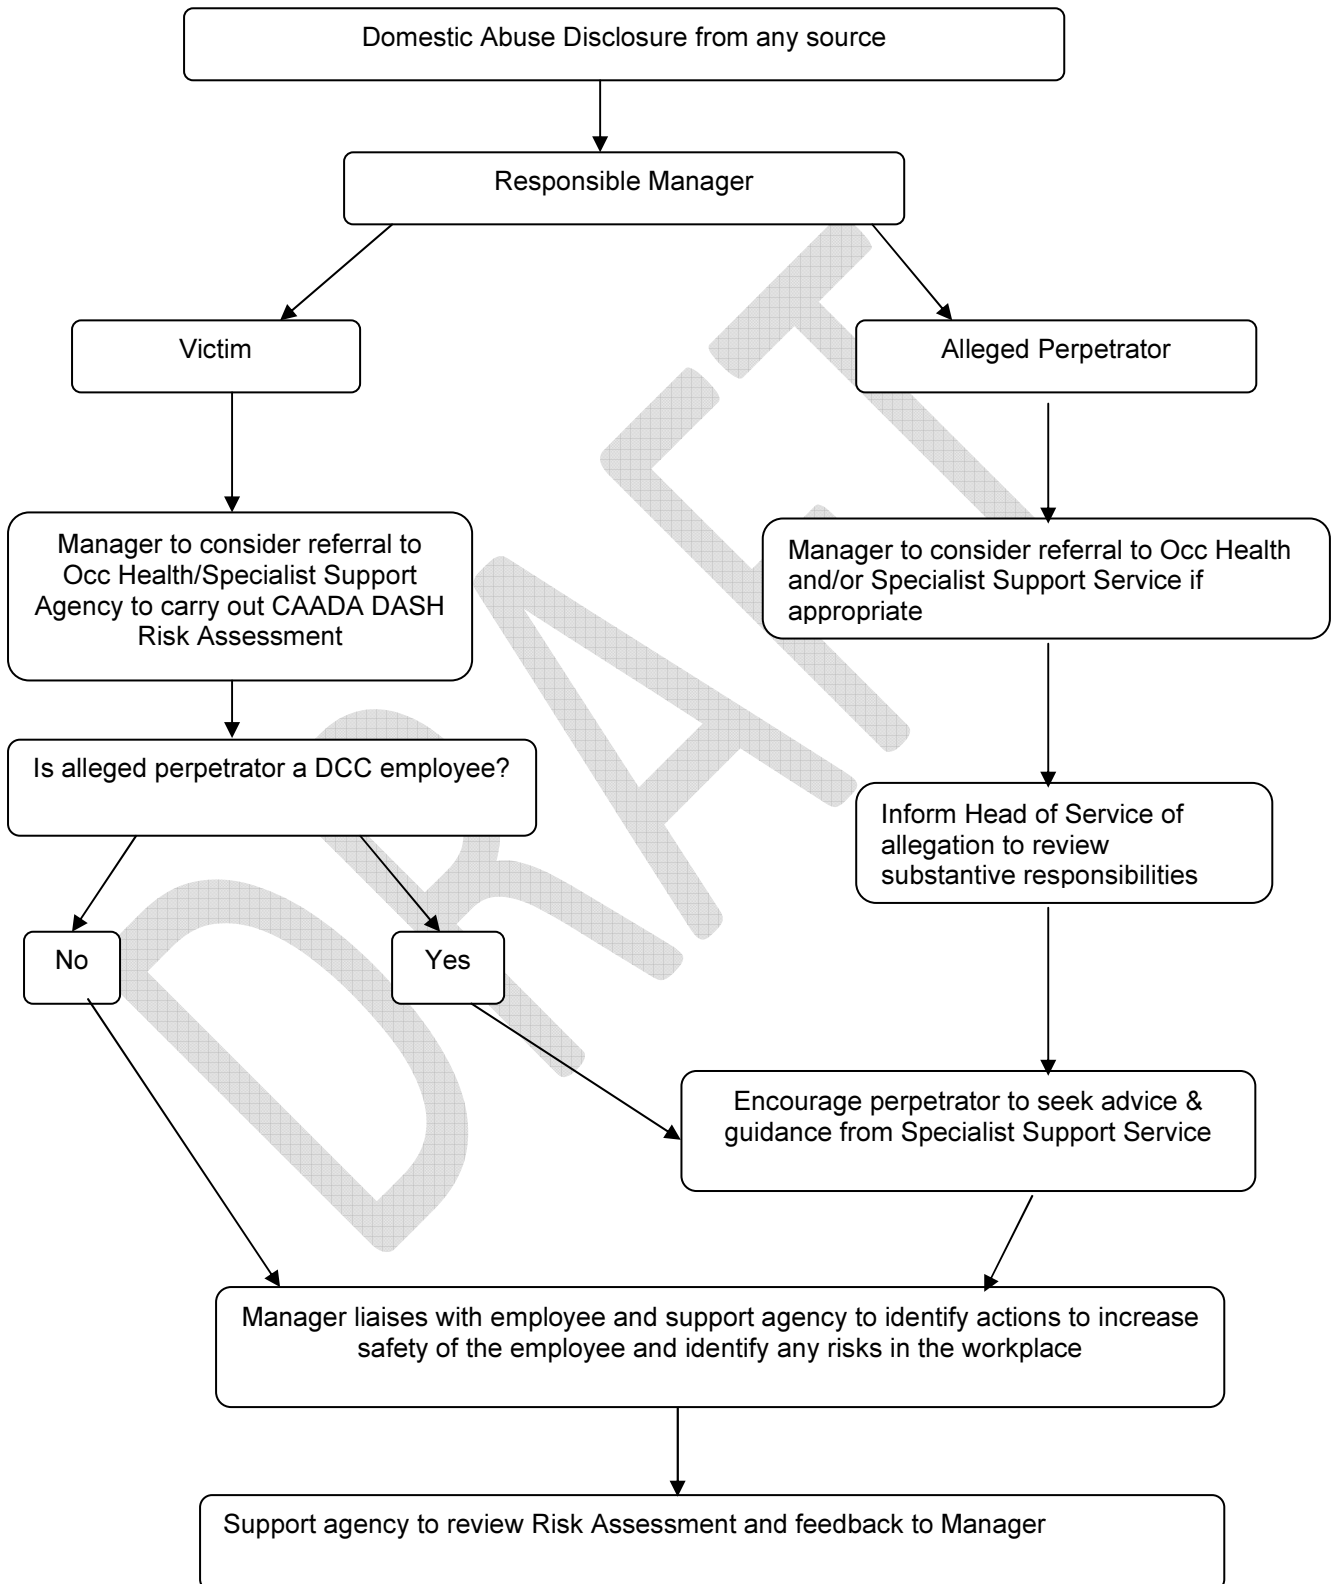 Domestic Abuse Disclosure from any source
Responsible Manager
Victim
Alleged Perpetrator
Manager to consider referral to
Occ Health/Specialist Support
Agency to carry out CAADA DASH
Risk Assessment
Manager to consider referral to Occ Health
and/or Specialist Support Service if
appropriate
Is alleged perpetrator a DCC employee?
Inform Head of Service of
allegation to review
substantive responsibilities
No
Yes
Encourage perpetrator to seek advice &
guidance from Specialist Support Service
Manager liaises with employee and support agency to identify actions to increase
safety of the employee and identify any risks in the workplace
Support agency to review Risk Assessment and feedback to Manager
DRAFT